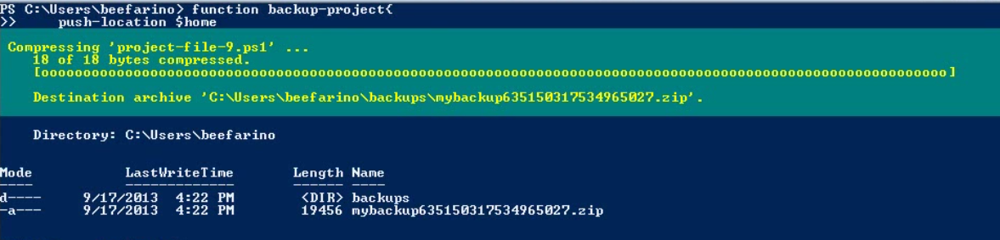 PS C:\Users\beefarino> function backup-project{
>>     push-location $home
Compressing 'project-file-9.ps1' ...
18 of 18 bytes compressed.
[ooooooooooooooooooooooooooooooooooooooooooooooooooooooooooooooooooooooooooooooooooooooooooooooooooooooooooooo]
Destination archive 'C:\Users\beefarino\backups\mybackup635150317534965027.zip'.
Directory: C:\Users\beefarino
Mode LastWriteTime Length Name
---- ------------- ------ ----
d---- 9/17/2013 4:22 PM <DIR> backups
-a--- 9/17/2013 4:22 PM 19456 mybackup635150317534965027.zip